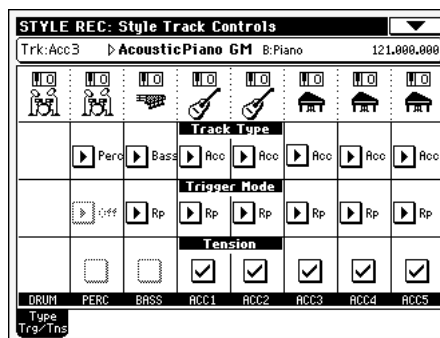 STYLE REC: Style Track Controls
Trk:Acc3 AcousticPiano GM B:Piano 121.000.000
Track Type
Perc Bass Acc Acc Acc Acc Acc
Trigger Mode
Off Rp Rp Rp Rp Rp Rp
Tension
DRUM PERC BASS ACC1 ACC2 ACC3 ACC4 ACC5
Type
Trg/Tns